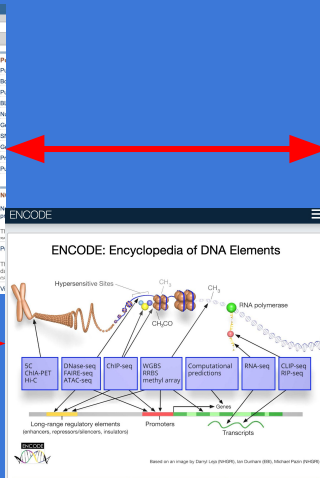 ENCODE
ENCODE: Encyclopedia of DNA Elements
Hypersensitive Sites
CH3
CH3
RNA polymerase
CH3CO
5C
ChIA-PET
Hi-C
DNase-seq
FAIRE-seq
ATAC-seq
ChIP-seq
WGBS
RRBS
methyl array
Computational
predictions
RNA-seq
CLIP-seq
RIP-seq
Genes
Long-range regulatory elements
(enhancers, repressors/silencers, insulators)
Promoters
Transcripts
ENCODE
Based on an image by Darryl Leja (NHGRI), Ian Dunham (EBI), Michael Pazin (NHGRI)